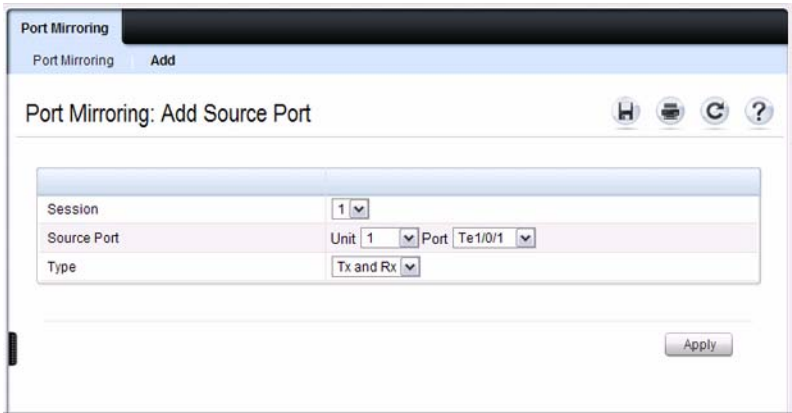 Port Mirroring
Port Mirroring Add
Port Mirroring: Add Source Port
Session 1
Source Port Unit 1 Port Te1/0/1
Type Tx and Rx
Apply